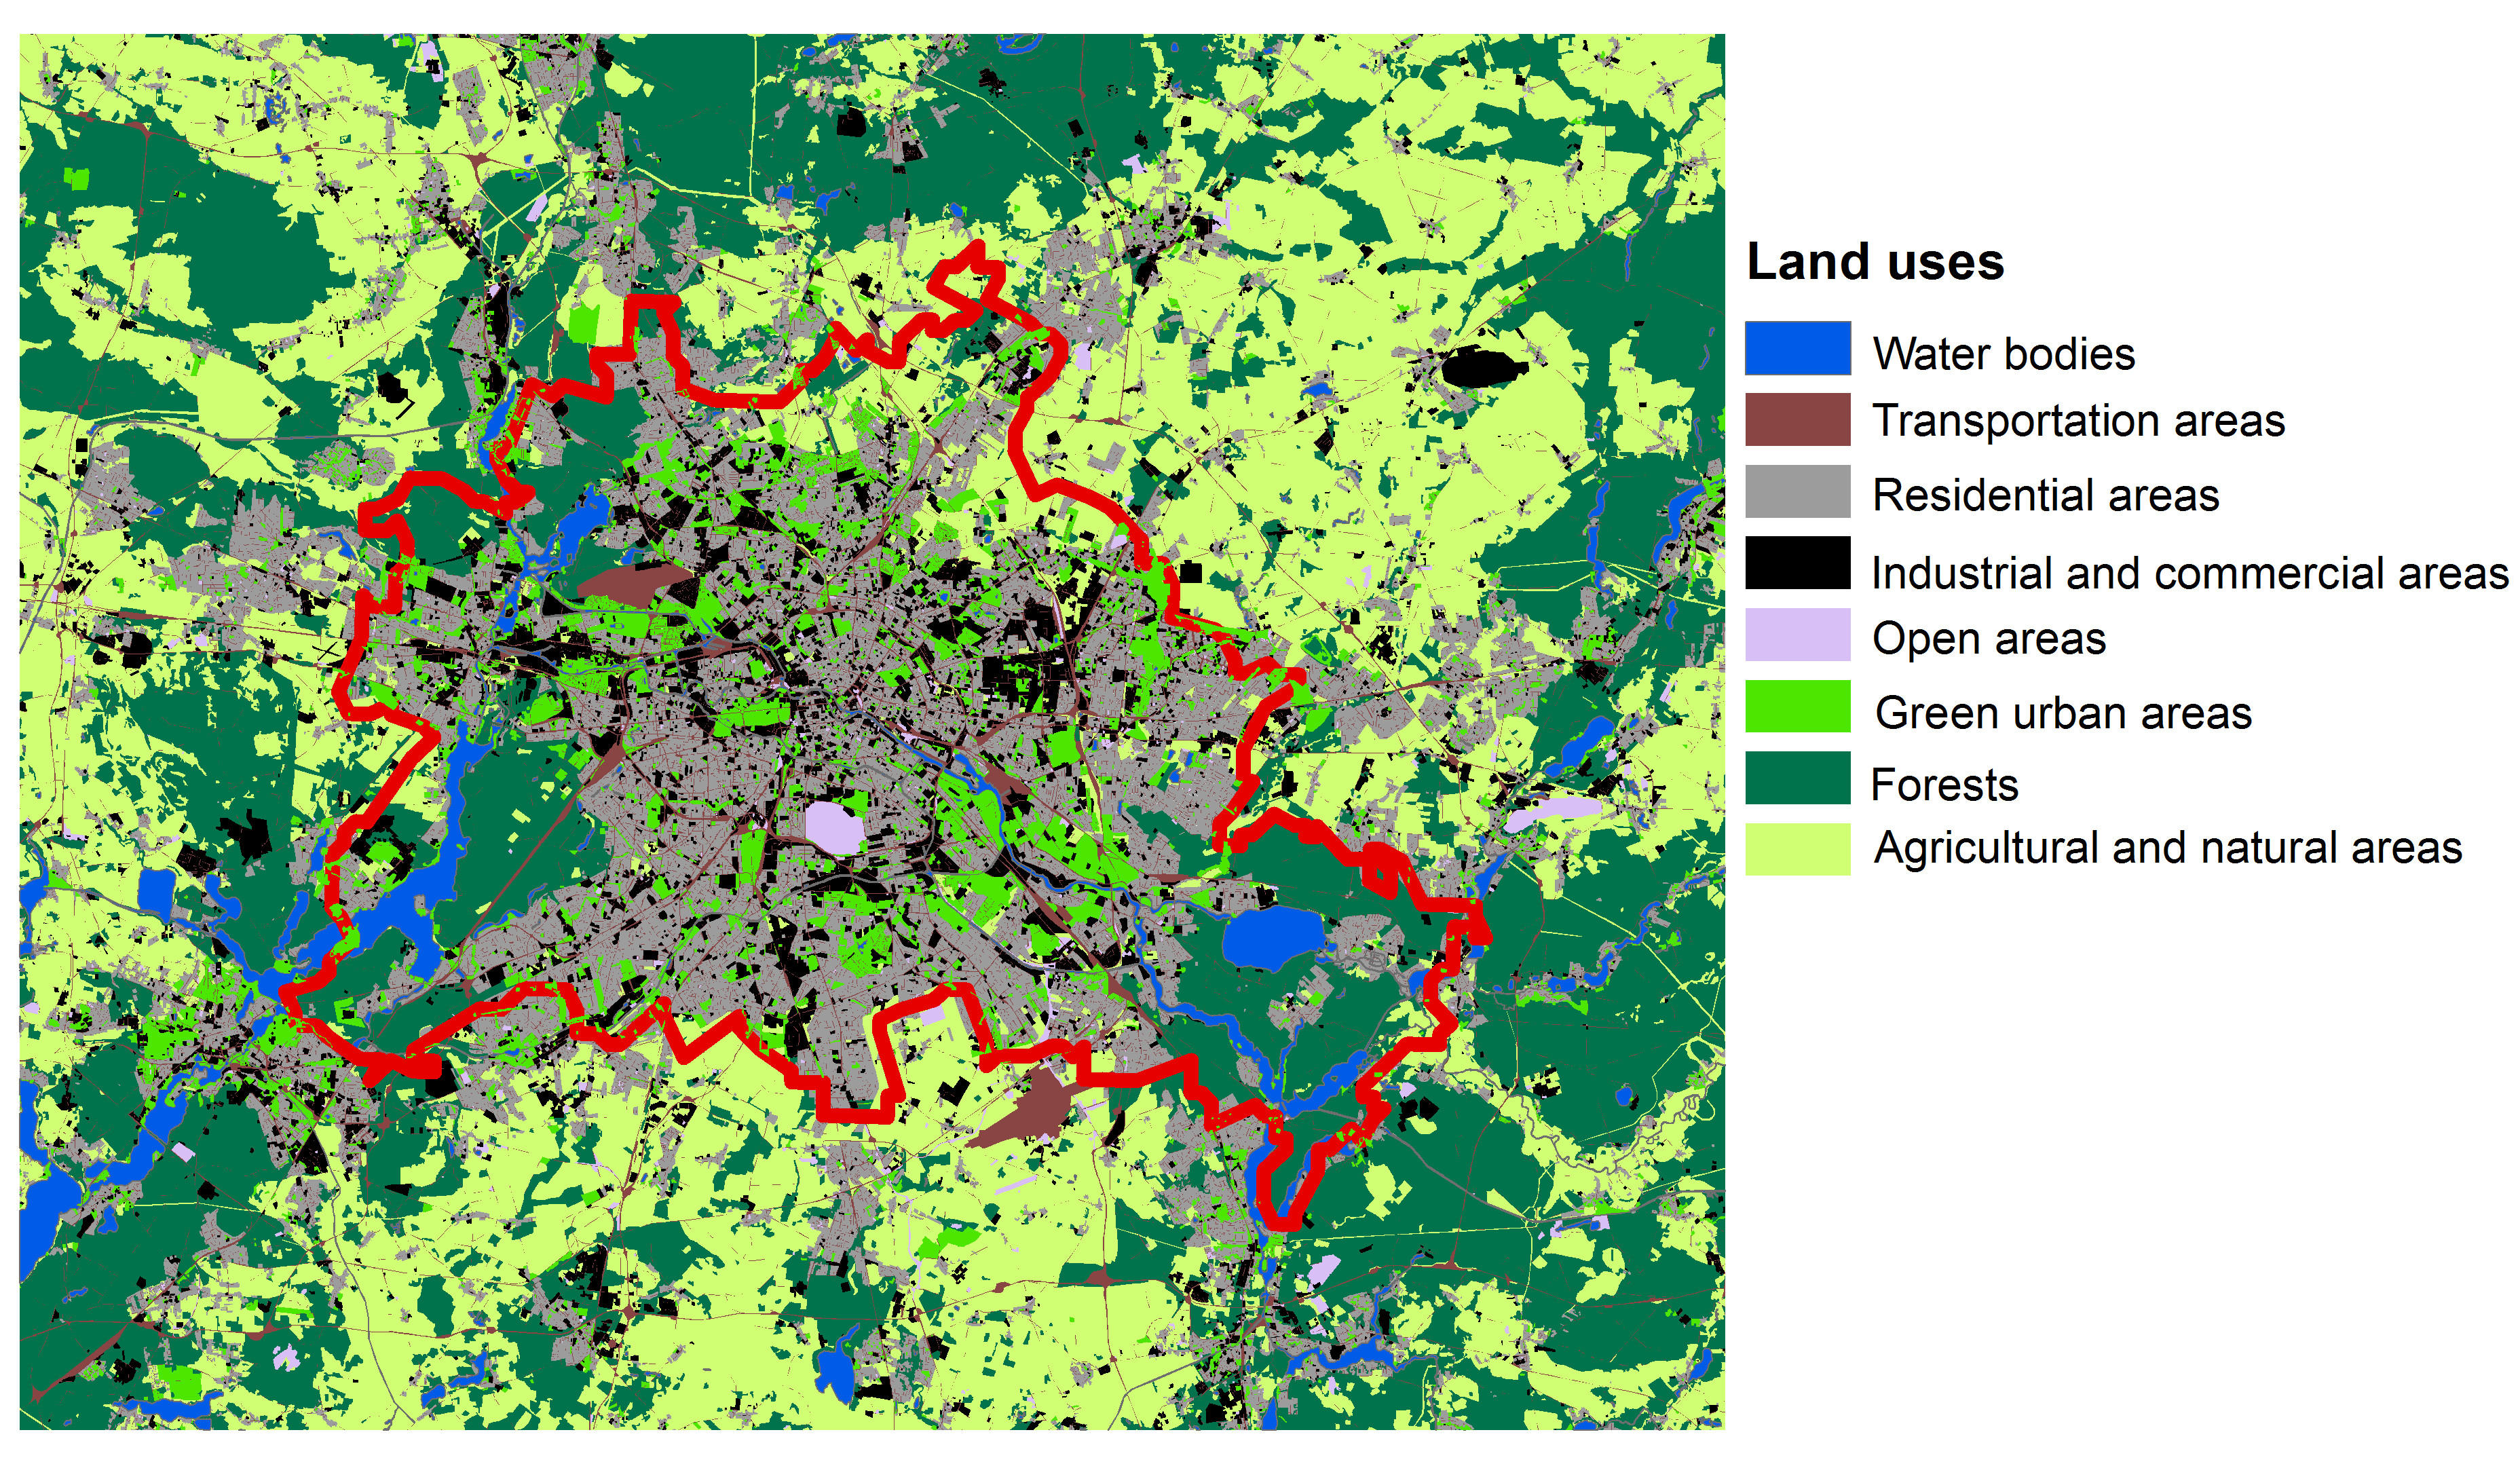 Land uses
Water bodies
Transportation areas
Residential areas
Industrial and commercial areas
Open areas
Green urban areas
Forests
Agricultural and natural areas